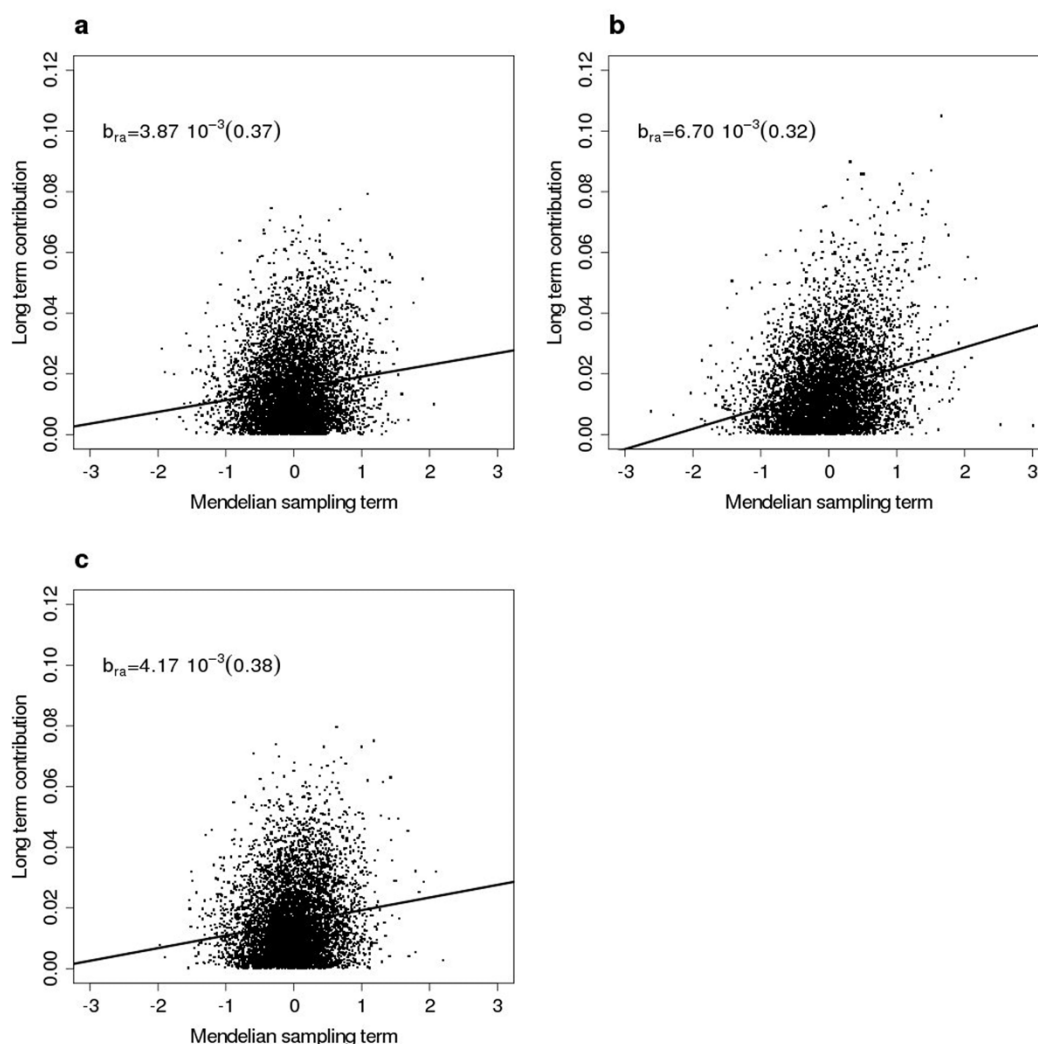 a
b_ra=3.87 10^−3(0.37)
Long term contribution
0.12
0.10
0.08
0.06
0.04
0.02
0.00
-3 -2 -1 0 1 2 3
Mendelian sampling term
b
b_ra=6.70 10^−3(0.32)
Long term contribution
0.12
0.10
0.08
0.06
0.04
0.02
0.00
-3 -2 -1 0 1 2 3
Mendelian sampling term
c
b_ra=4.17 10^−3(0.38)
Long term contribution
0.12
0.10
0.08
0.06
0.04
0.02
0.00
-3 -2 -1 0 1 2 3
Mendelian sampling term